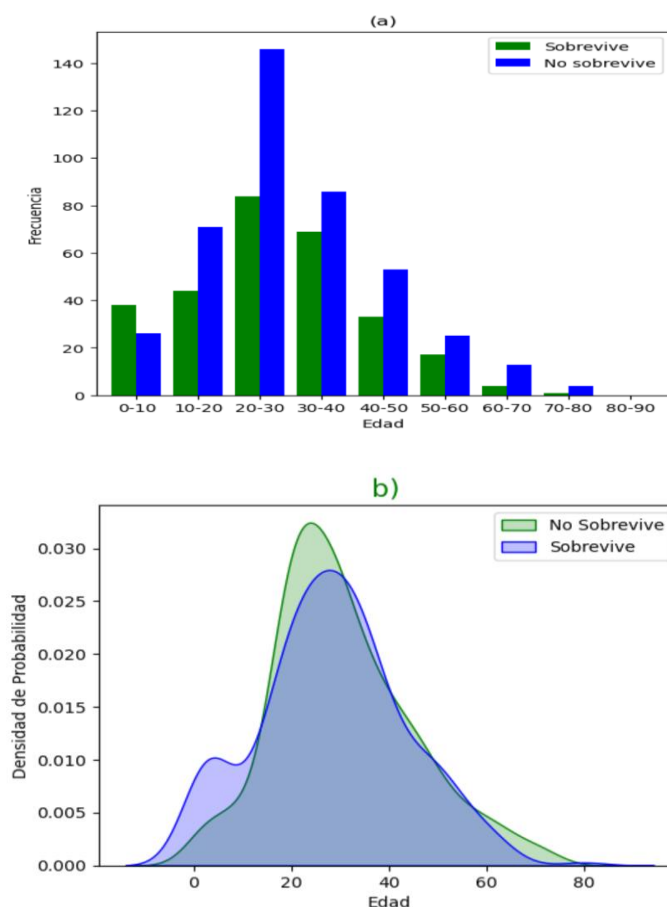 (a)
Sobrevive
No sobrevive
140
120
100
80
60
40
20
0
Frecuencia
0-10 10-20 20-30 30-40 40-50 50-60 60-70 70-80 80-90
Edad
b)
No Sobrevive
Sobrevive
0.030
0.025
0.020
0.015
0.010
0.005
0.000
Densidad de Probabilidad
0 20 40 60 80
Edad